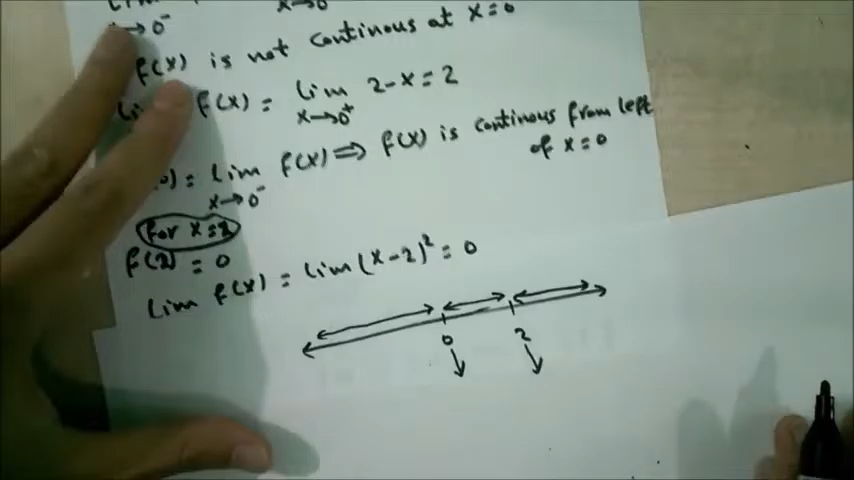 x→0
→0⁻
f(x) is not continous at x=0
f(x) = lim 2-x = 2
x→0⁺
) = lim f(x) ⟹ f(x) is continous from left
x→0⁻ of x=0
For x=2
f(2) = 0
lim f(x) = lim (x-2)² = 0
0 2